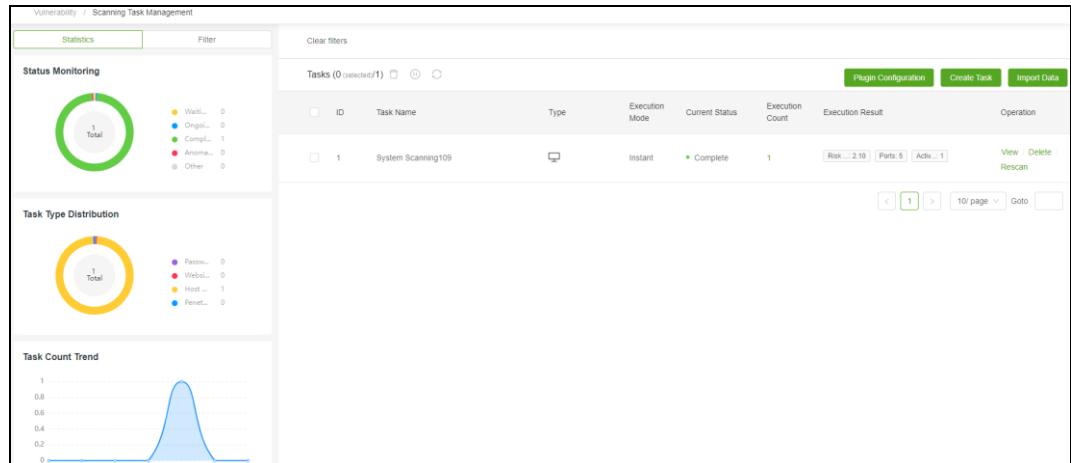 Vulnerability / Scanning Task Management
Statistics Filter
Clear filters
Status Monitoring
1
Total
Waiti... 0
Ongoi... 0
Compl... 1
Anoma... 0
Other 0
Tasks (0 (selected)/1)
Plugin Configuration Create Task Import Data
ID Task Name Type Execution Mode Current Status Execution Count Execution Result Operation
1 System Scanning109 Instant Complete 1 Risk ...: 2.10 Ports: 5 Activ...: 1 View Delete
Rescan
< 1 > 10/ page Goto
Task Type Distribution
1
Total
Passw... 0
Websi... 0
Host ... 1
Penet... 0
Task Count Trend
1
0.8
0.6
0.4
0.2
0